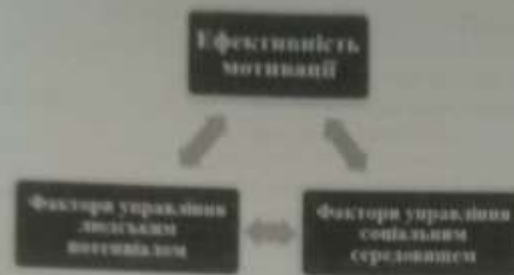 Ефективність
мотивації
Фактори управління
людським
потенціалом
Фактори управління
соціальним
середовищем